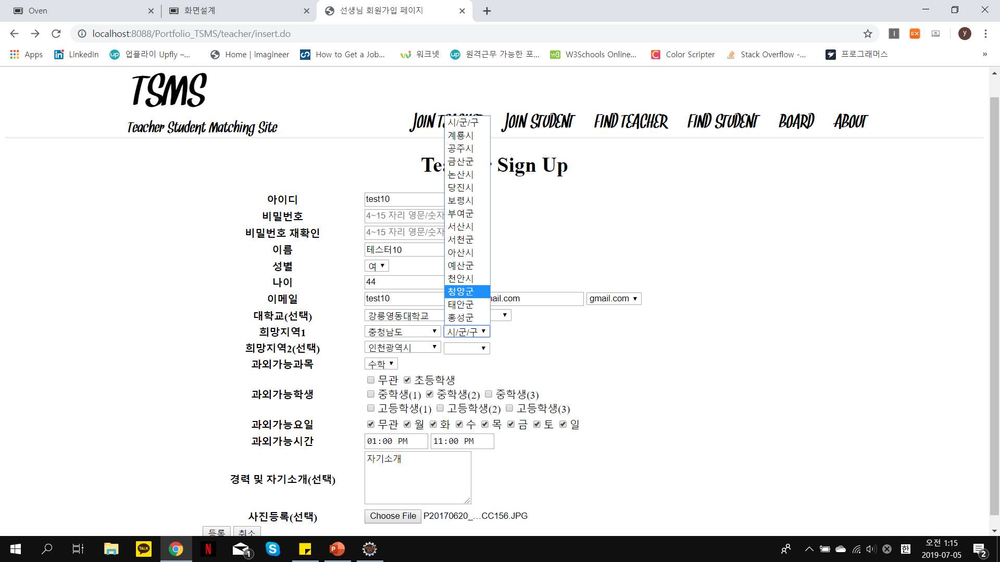 Oven
화면설계
선생님 회원가입 페이지
localhost:8088/Portfolio_TSMS/teacher/insert.do
EX
y
Apps
LinkedIn
업플라이 Upfly –...
Home | imagineer
How to Get a Job...
워크넷
원격근무 가능한 포...
W3Schools Online...
Color Scripter
Stack Overflow -...
프로그래머스
»
TSMS
Teacher Student Matching Site
JOIN
JOIN STUDENT
FIND TEACHER
FIND STUDENT
BOARD
ABOUT
Sign Up
시/군/구
계룡시
공주시
금산군
논산시
당진시
보령시
부여군
서산시
서천군
아산시
예산군
천안시
청양군
태안군
홍성군
아이디 test10
비밀번호 4~15 자리 영문/숫자
비밀번호 재확인 4~15 자리 영문/숫자
이름 테스터10
성별 여
나이 44
이메일 test10 ail.com gmail.com
대학교(선택) 강릉영동대학교
희망지역1 충청남도 시/군/구
희망지역2(선택) 인천광역시
과외가능과목 수학
무관 초등학생
과외가능학생 중학생(1) 중학생(2) 중학생(3)
고등학생(1) 고등학생(2) 고등학생(3)
과외가능요일 무관 월 화 수 목 금 토 일
과외가능시간 01:00 PM 11:00 PM
경력 및 자기소개(선택) 자기소개
사진등록(선택) Choose File P20170620_...CC156.JPG
등록 취소
TALK
N
1
한
오전 1:15
2019-07-05
2